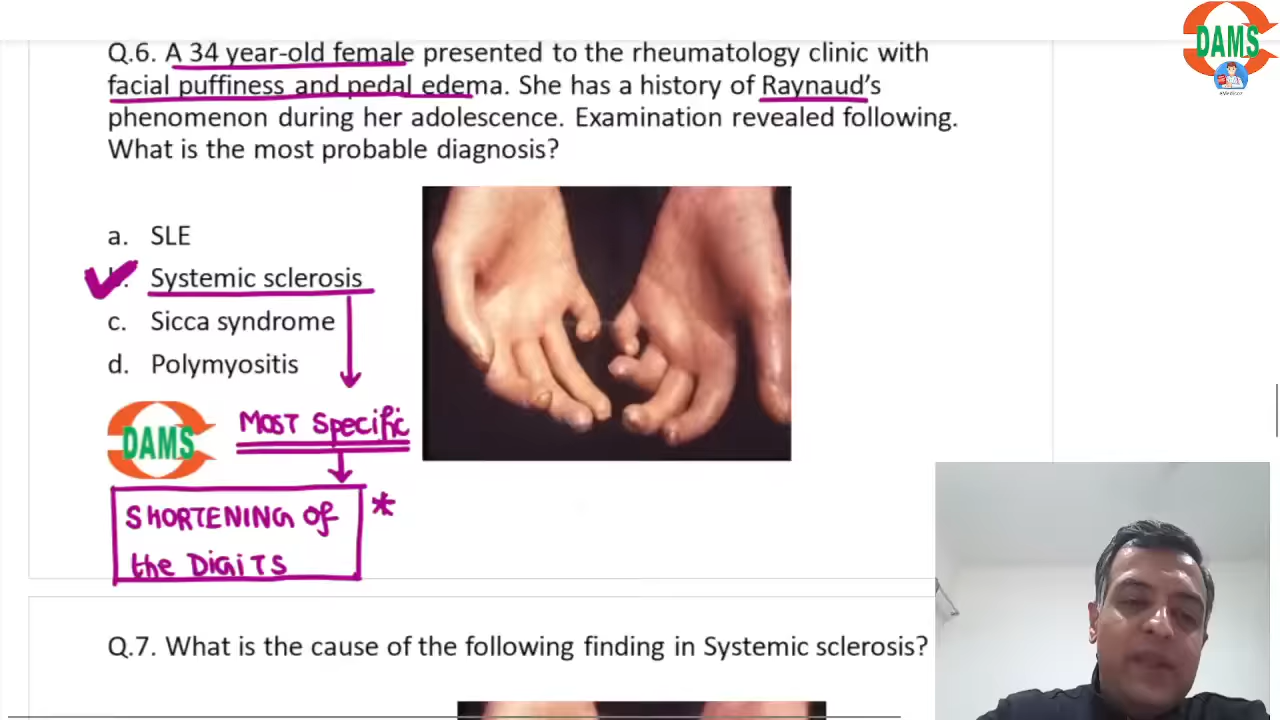 DAMS
eMedicoz
Q.6. A 34 year-old female presented to the rheumatology clinic with
facial puffiness and pedal edema. She has a history of Raynaud's
phenomenon during her adolescence. Examination revealed following.
What is the most probable diagnosis?
a. SLE
b. Systemic sclerosis
c. Sicca syndrome
d. Polymyositis
DAMS
MOST Specific
SHORTENING OF *
the DIGITS
Q.7. What is the cause of the following finding in Systemic sclerosis?